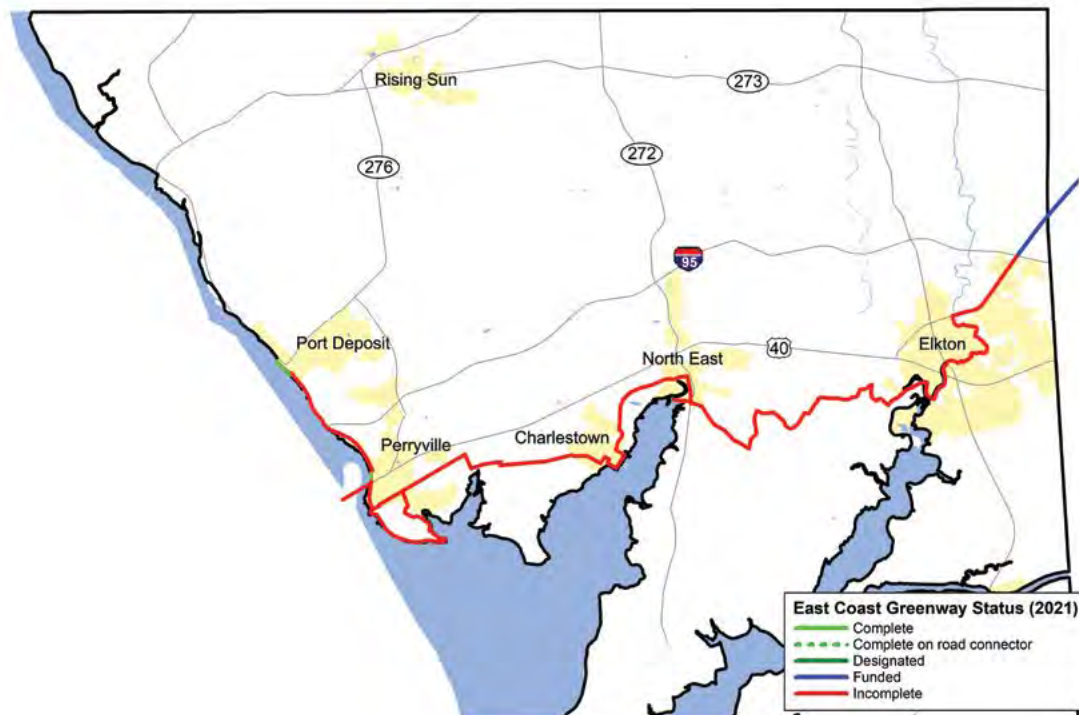 Rising Sun
273
276
272
95
Port Deposit
North East
40
Elkton
Perryville
Charlestown
East Coast Greenway Status (2021)
Complete
Complete on road connector
Designated
Funded
Incomplete